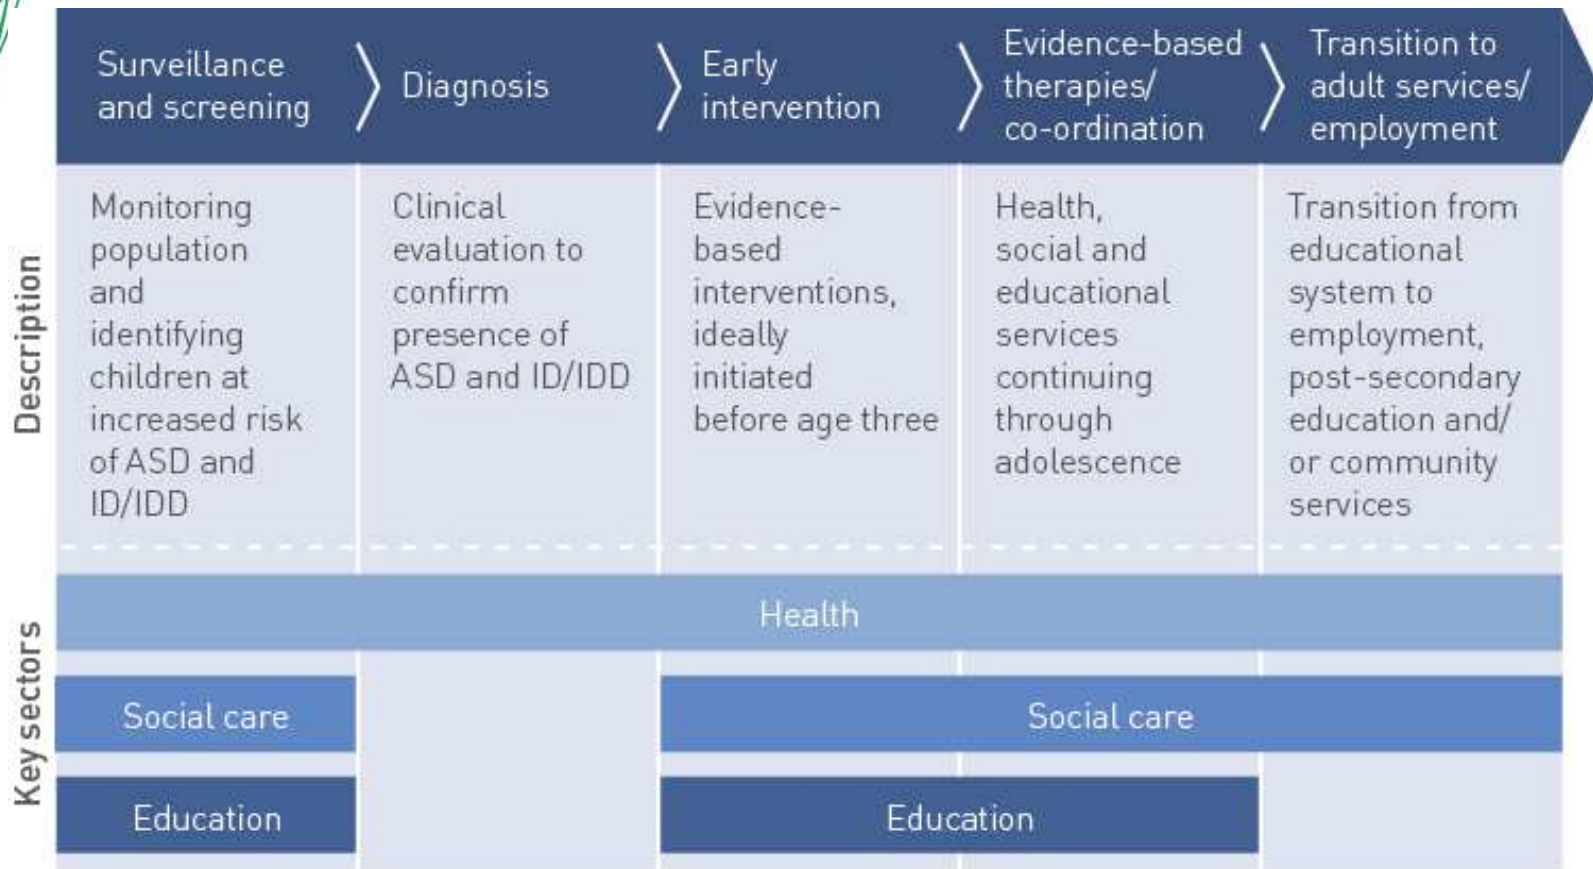 Surveillance
and screening
Diagnosis
Early
intervention
Evidence-based
therapies/
co-ordination
Transition to
adult services/
employment
Description
Monitoring
population
and
identifying
children at
increased risk
of ASD and
ID/IDD
Clinical
evaluation to
confirm
presence of
ASD and ID/IDD
Evidence-
based
interventions,
ideally
initiated
before age three
Health,
social and
educational
services
continuing
through
adolescence
Transition from
educational
system to
employment,
post-secondary
education and/
or community
services
Key sectors
Health
Social care
Social care
Education
Education